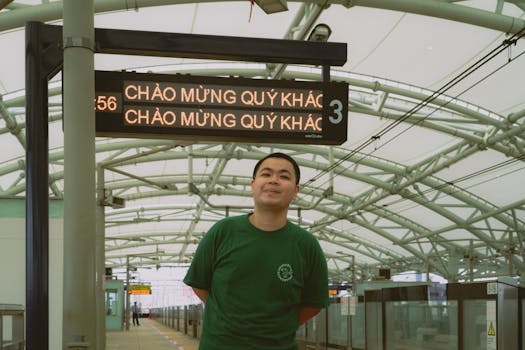 CHÀO MỪNG QUÝ KHÁC
:56 CHÀO MỪNG QUÝ KHÁC
3